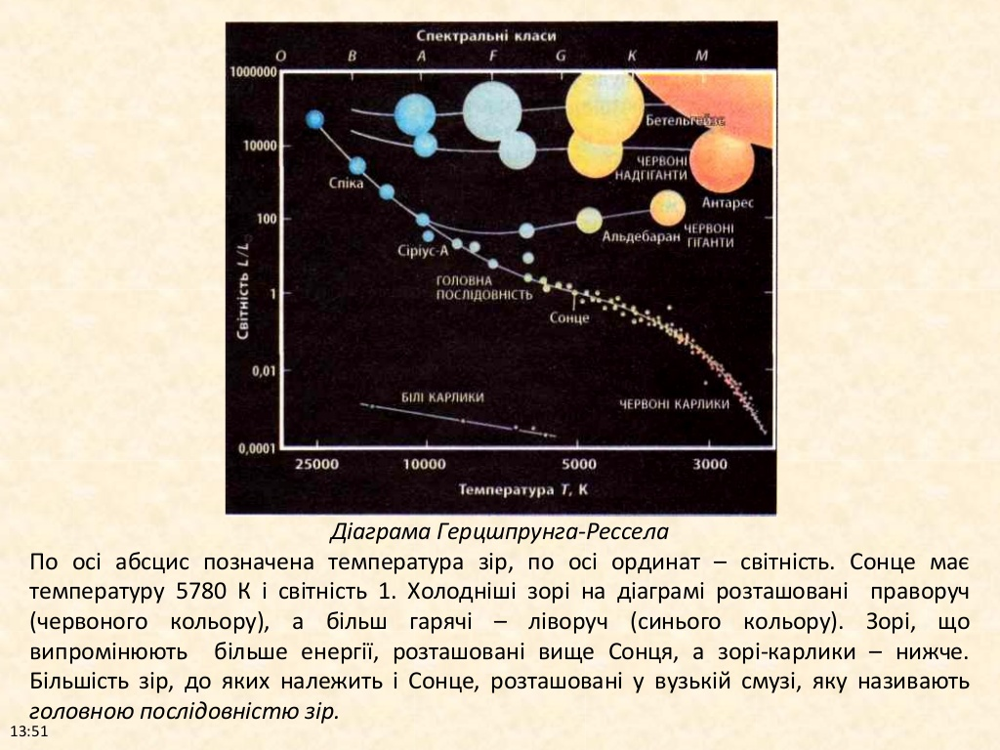 Спектральні класи
O B A F G K M
1000000
Бетельгейзе
10000
ЧЕРВОНІ
НАДГІГАНТИ
Спіка
Антарес
100
ЧЕРВОНІ
ГІГАНТИ
Альдебаран
Сіріус-А
ГОЛОВНА
ПОСЛІДОВНІСТЬ
Світність L/L☉
1
Сонце
0,01
БІЛІ КАРЛИКИ
ЧЕРВОНІ КАРЛИКИ
0,0001
25000 10000 5000 3000
Температура T, К
Діаграма Герцшпрунга-Рессела
По осі абсцис позначена температура зір, по осі ординат – світність. Сонце має
температуру 5780 К і світність 1. Холодніші зорі на діаграмі розташовані праворуч
(червоного кольору), а більш гарячі – ліворуч (синього кольору). Зорі, що
випромінюють більше енергії, розташовані вище Сонця, а зорі-карлики – нижче.
Більшість зір, до яких належить і Сонце, розташовані у вузькій смузі, яку називають
головною послідовністю зір.
13:51